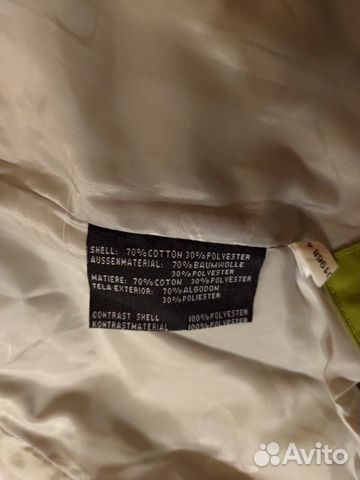 SHELL: 70%COTTON 30%POLYESTER
AUSSENMATERIAL: 70%BAUMWOLLE
30%POLYESTER
MATIERE: 70%COTON 30%POLYESTER
TELA EXTERIOR: 70%ALGODON
30%POLIESTER
CONTRAST SHELL 100%POLYESTER
KONTRASTMATERIAL 100%POLYESTER
Avito